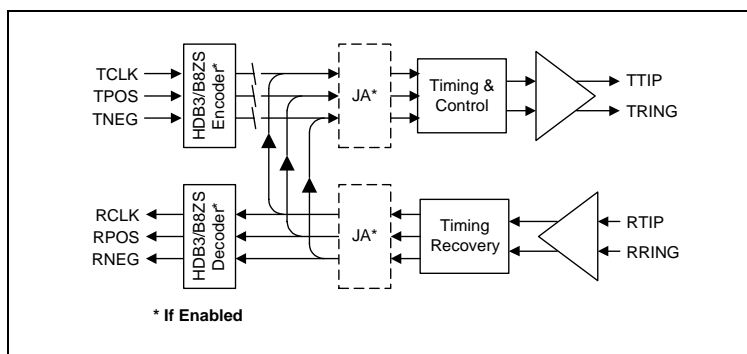 TCLK
TPOS
TNEG
HDB3/B8ZS
Encoder*
JA*
Timing &
Control
TTIP
TRING
RCLK
RPOS
RNEG
HDB3/B8ZS
Decoder*
JA*
Timing
Recovery
RTIP
RRING
* If Enabled